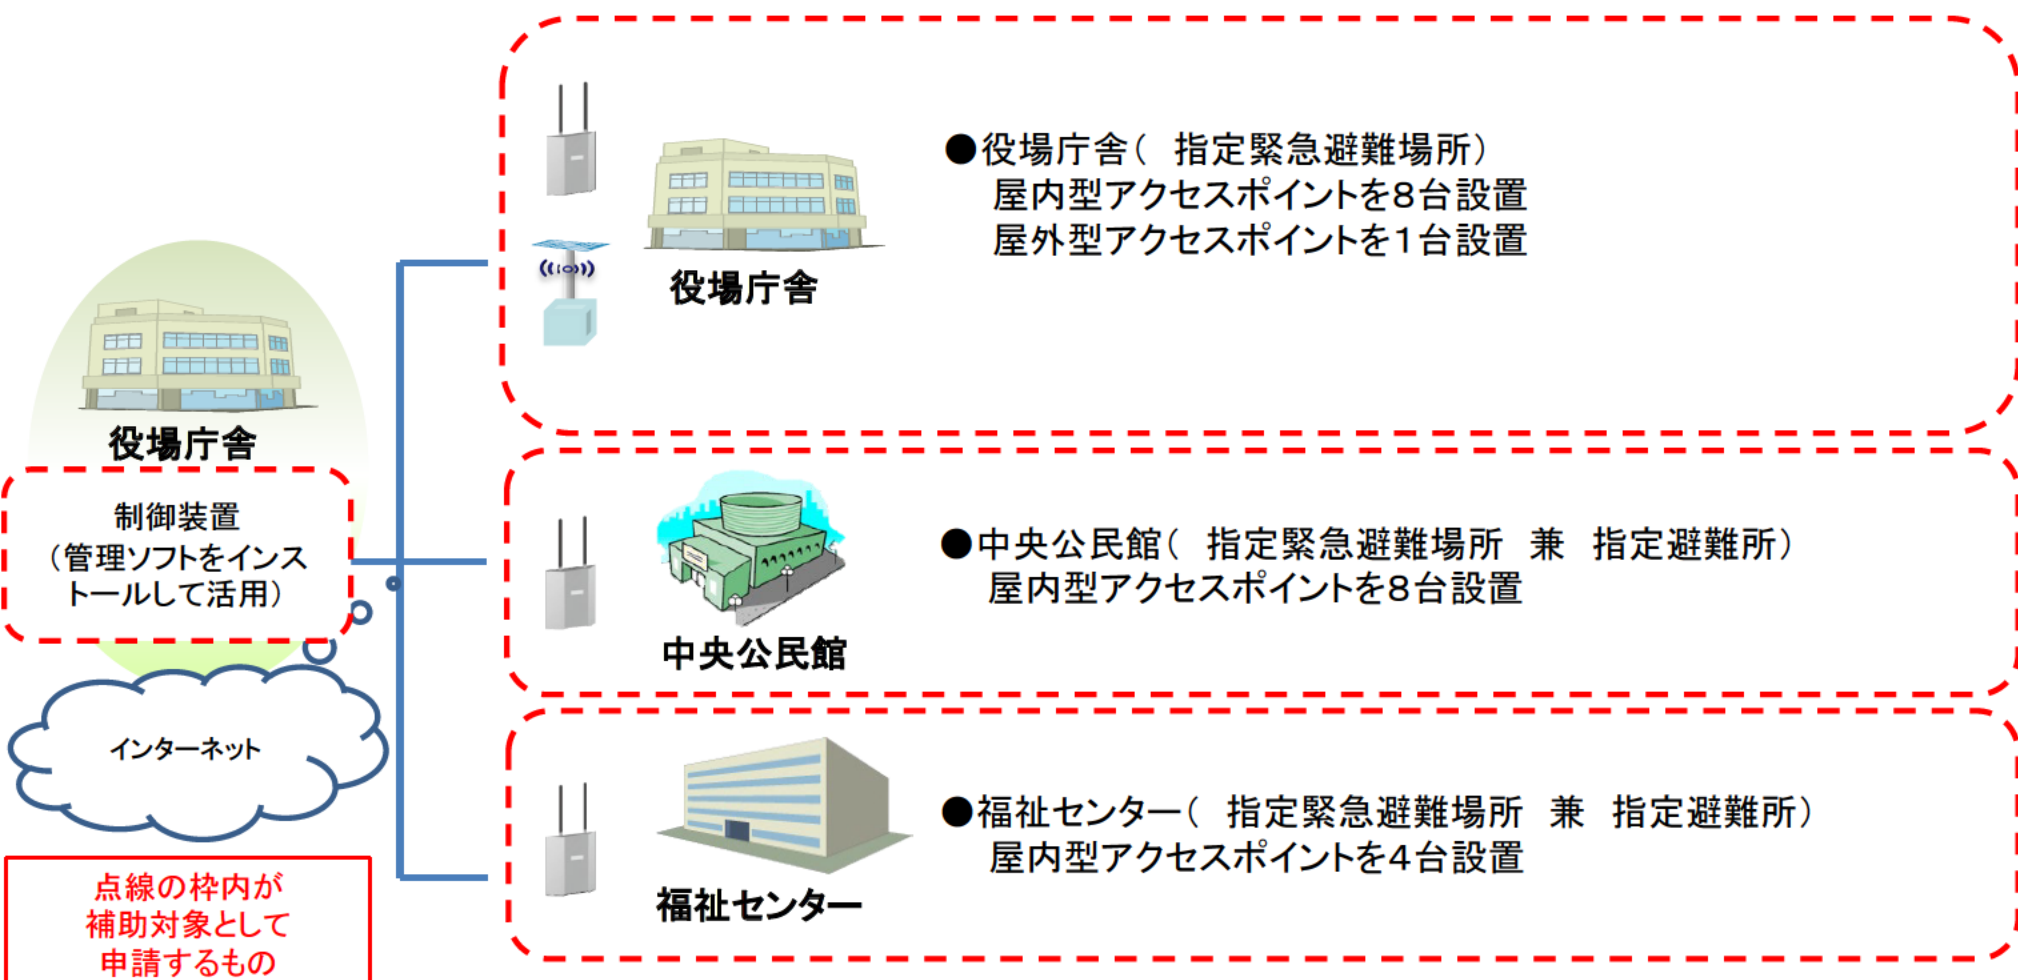 ●役場庁舎( 指定緊急避難場所)
屋内型アクセスポイントを8台設置
屋外型アクセスポイントを1台設置
役場庁舎
役場庁舎
制御装置
(管理ソフトをインス
トールして活用)
●中央公民館( 指定緊急避難場所 兼 指定避難所)
屋内型アクセスポイントを8台設置
中央公民館
インターネット
●福祉センター( 指定緊急避難場所 兼 指定避難所)
屋内型アクセスポイントを4台設置
福祉センター
点線の枠内が
補助対象として
申請するもの